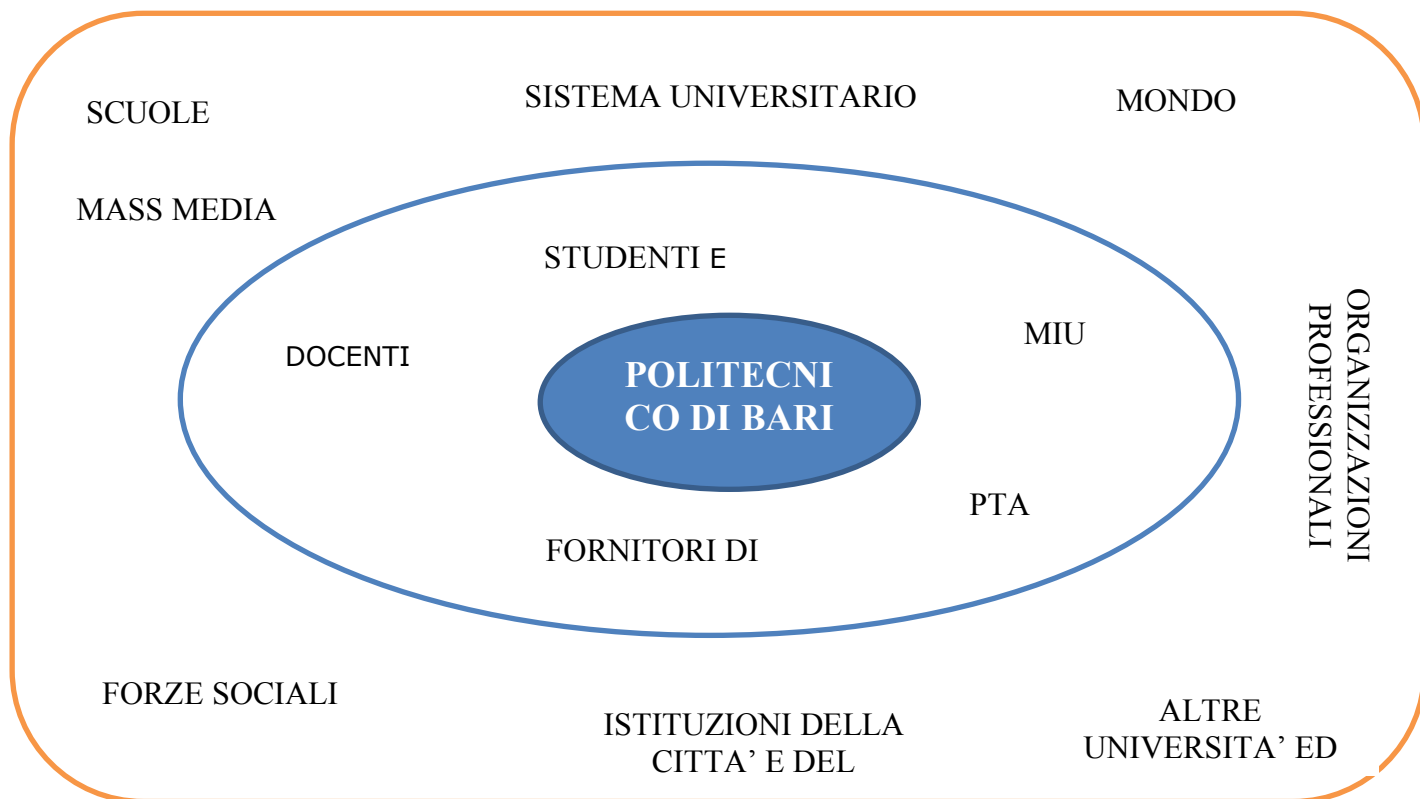 SCUOLE
SISTEMA UNIVERSITARIO
MONDO
MASS MEDIA
STUDENTI E
DOCENTI
MIU
POLITECNI
CO DI BARI
ORGANIZZAZIONI
PROFESSIONALI
PTA
FORNITORI DI
FORZE SOCIALI
ISTITUZIONI DELLA
CITTA’ E DEL
ALTRE
UNIVERSITA’ ED